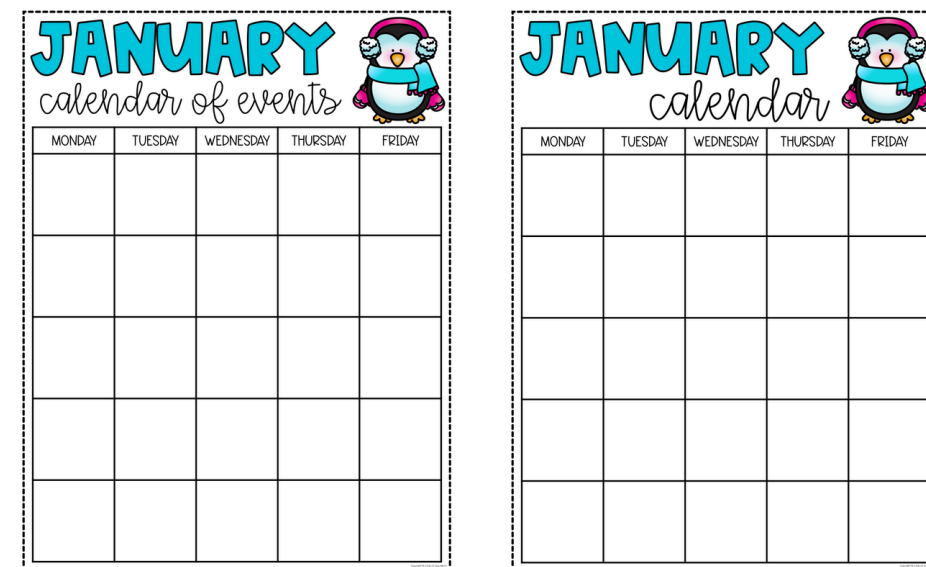 JANUARY
calendar of events
MONDAY TUESDAY WEDNESDAY THURSDAY FRIDAY
JANUARY
calendar
MONDAY TUESDAY WEDNESDAY THURSDAY FRIDAY